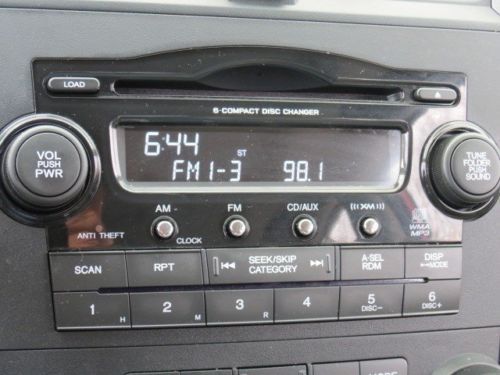 LOAD
6-COMPACT DISC CHANGER
6:44
ST
FM1-3 98.1
VOL
PUSH
PWR
TUNE
FOLDER
PUSH
SOUND
AM - FM CD/AUX XM
CLOCK
ANTI THEFT
WMA
MP3
SCAN RPT SEEK/SKIP
CATEGORY
A-SEL
RDM
DISP
MODE
1 H 2 M 3 R 4 5 DISC- 6 DISC+